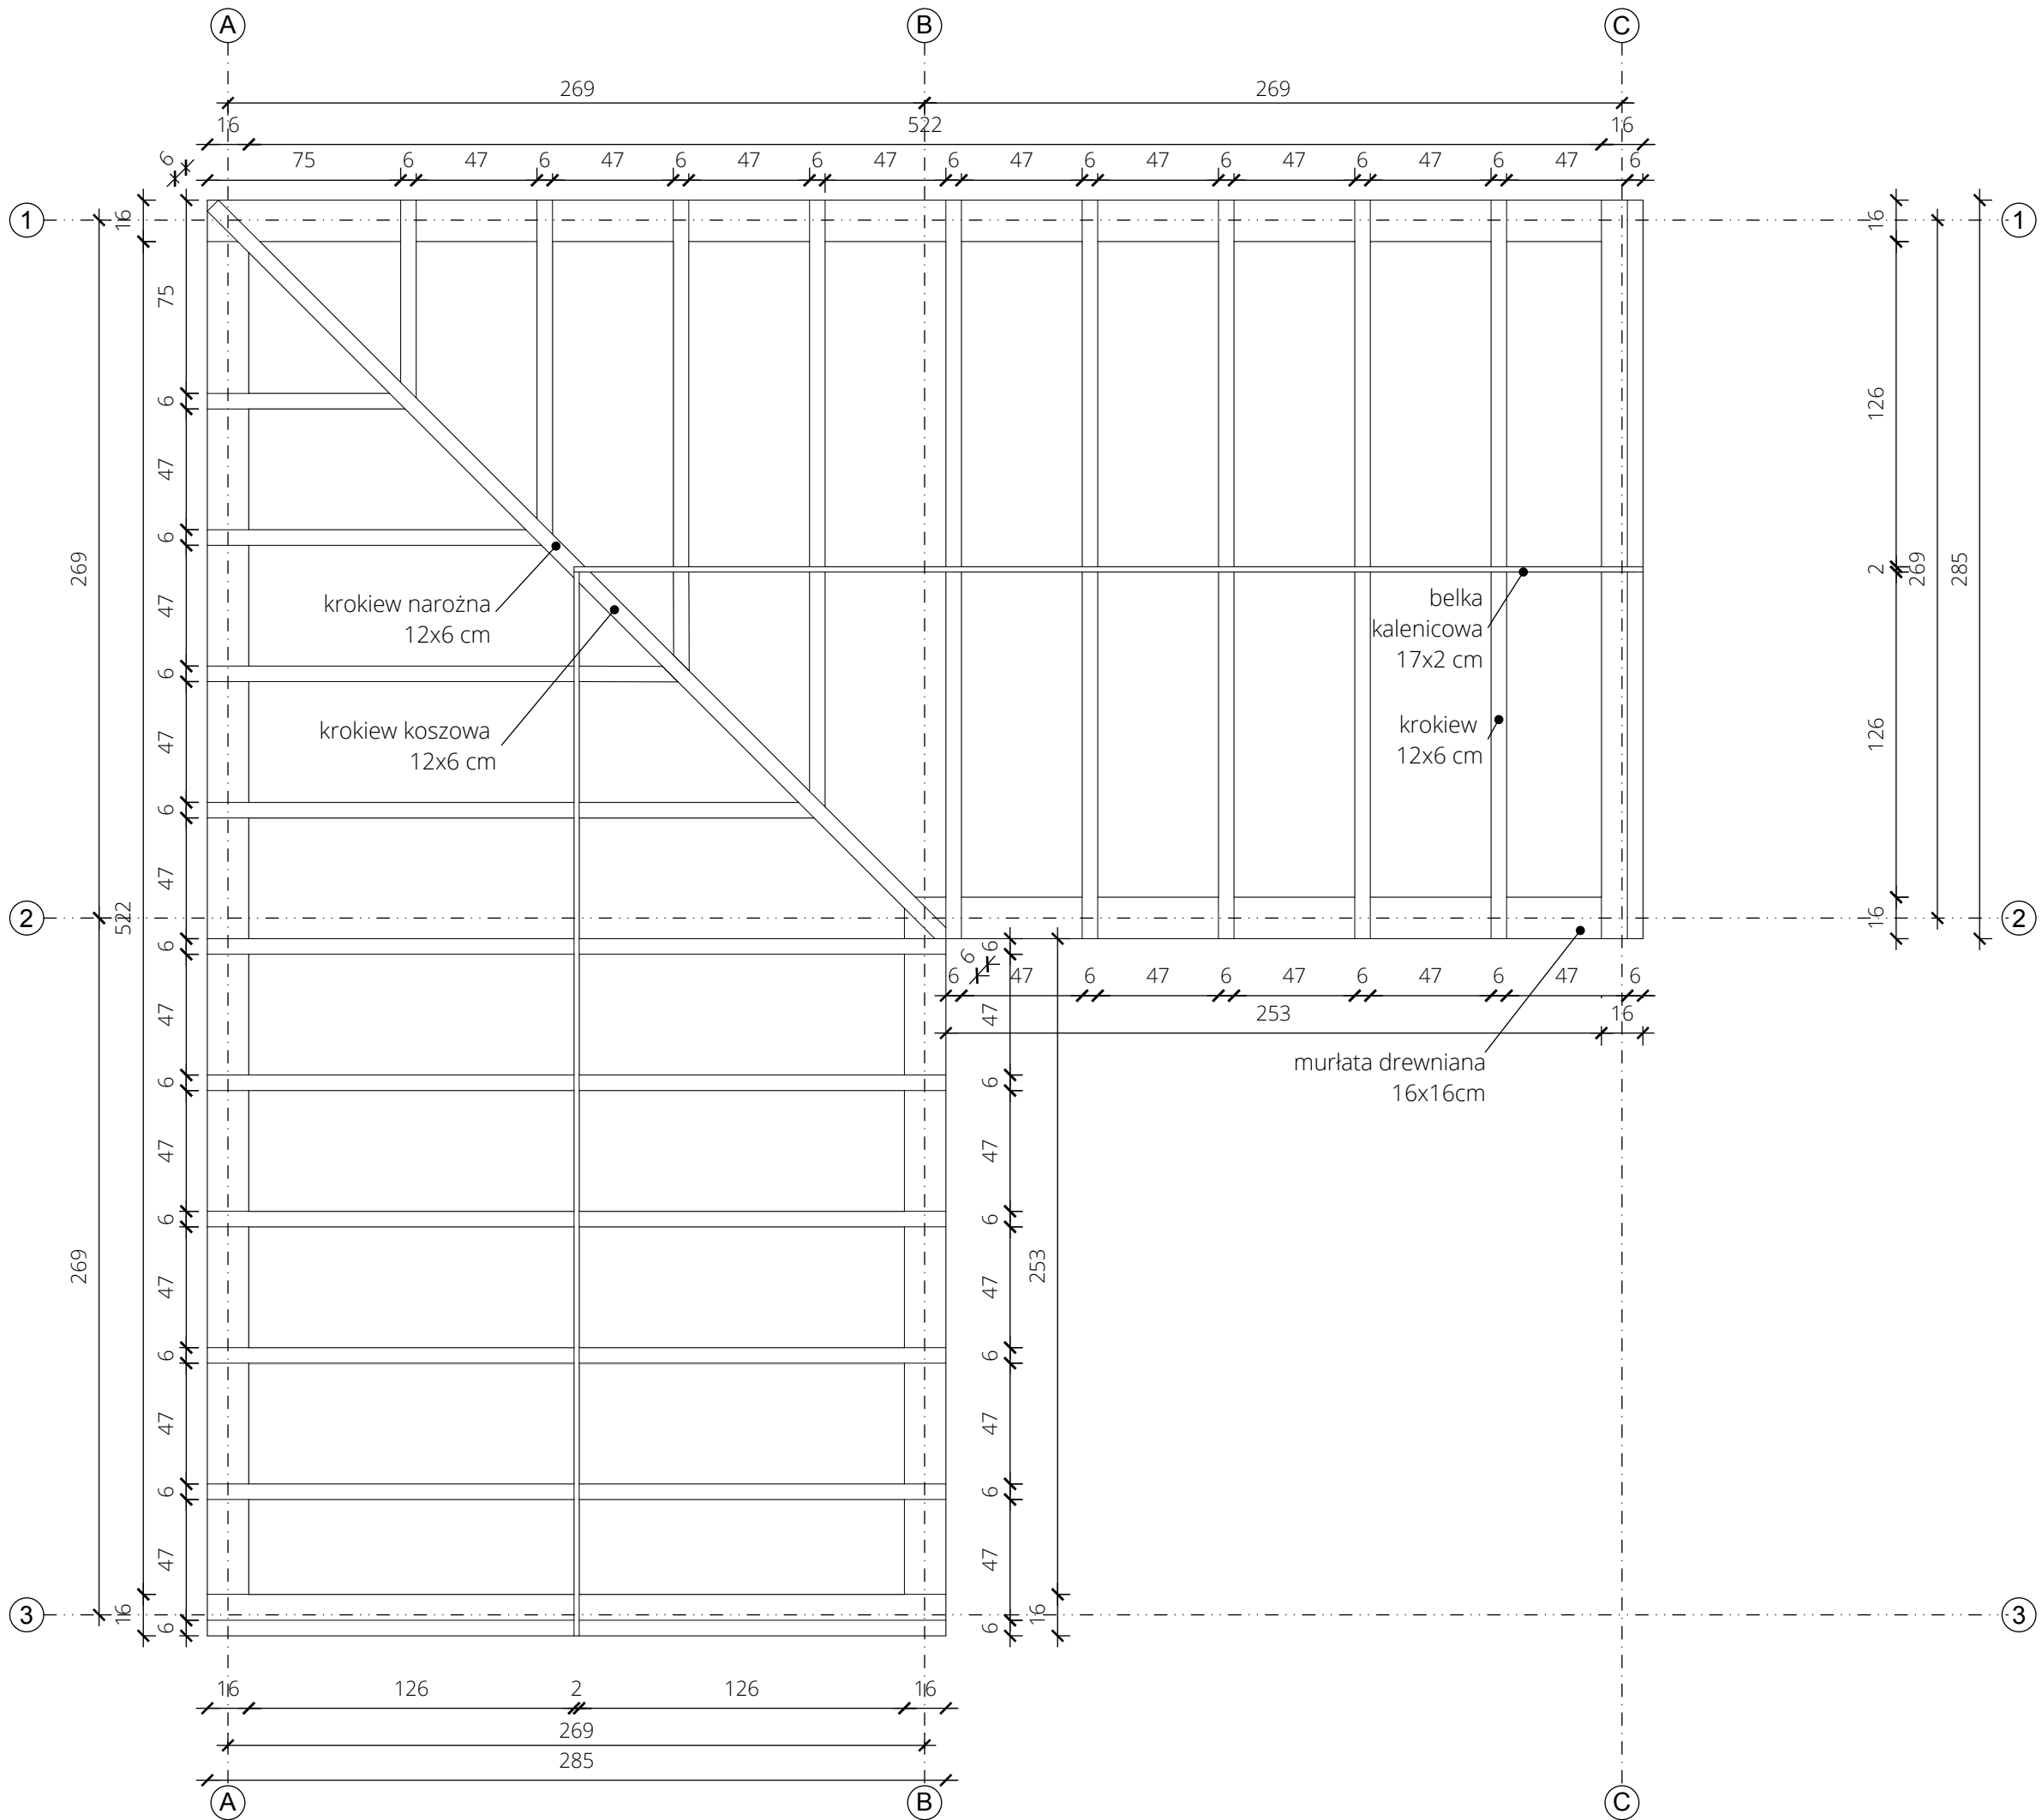 A B C
269 269
16 522 16
6 75 6 47 6 47 6 47 6 47 6 47 6 47 6 47 6 47 6 47 6
1 16 16 1
75
6
47
126
6
269
47
2 269 285
krokiew narożna
12x6 cm
belka
kalenicowa
17x2 cm
6
47
krokiew koszowa
12x6 cm
krokiew
12x6 cm
126
6
47
2 522 16 2
6 6 6
6 47 6 47 6 47 6 47 6 47 6
47 47
253 16
murłata drewniana
16x16cm
6 6
47 47
6 6
269
47 47
253
6 6
47 47
6 6
47 47
3 16 16 3
6 6
16 126 2 126 16
269
285
A B C